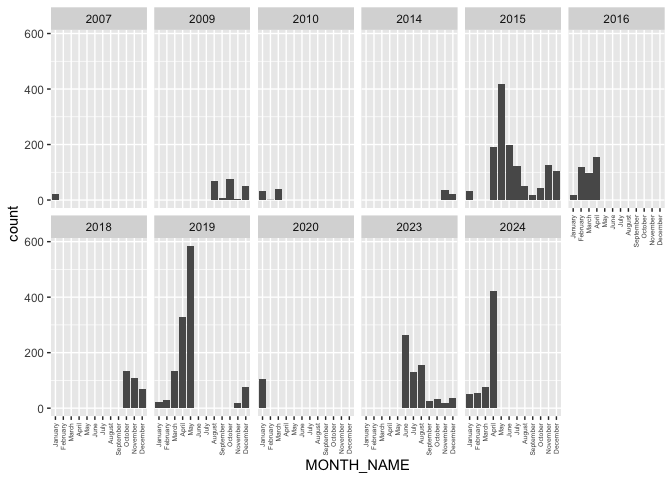 2007 2009 2010 2014 2015 2016
600
400
200
0
January February March April May June July August September October November December
2018 2019 2020 2023 2024
600
400
200
0
January February March April May June July August September October November December January February March April May June July August September October November December January February March April May June July August September October November December January February March April May June July August September October November December January February March April May June July August September October November December
count
MONTH_NAME